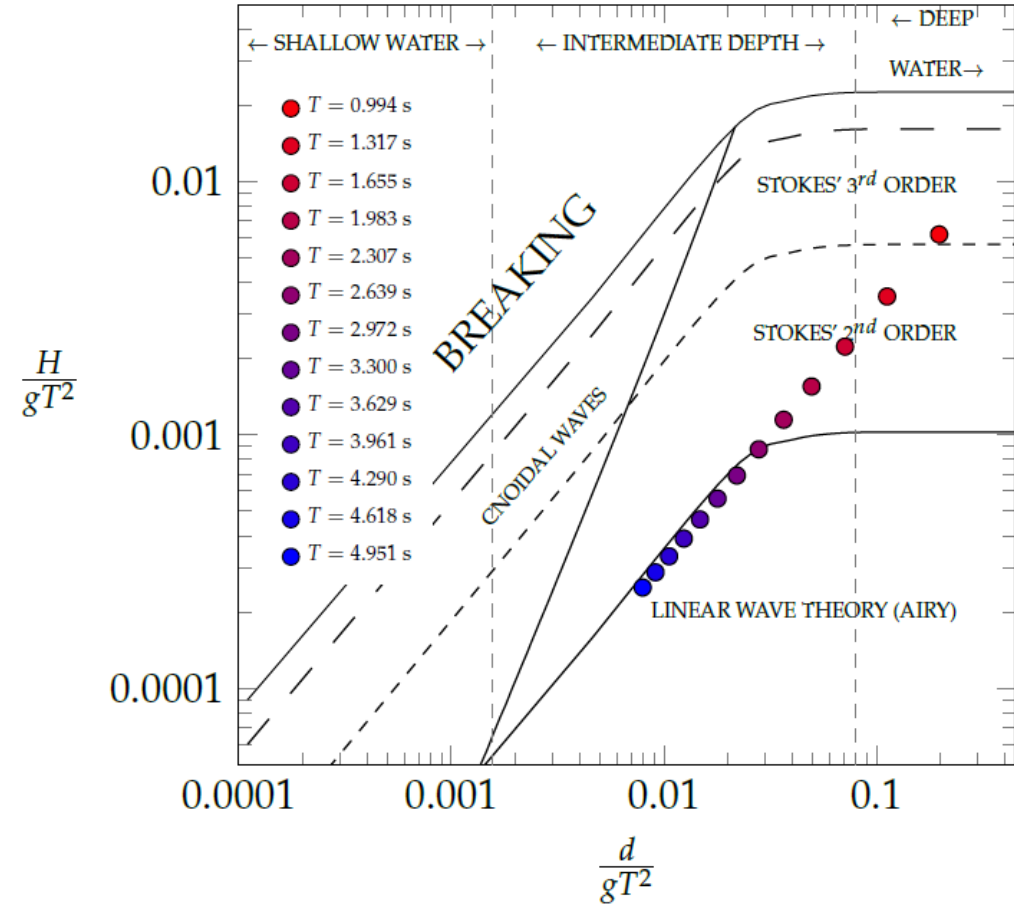 ← DEEP
← SHALLOW WATER →
← INTERMEDIATE DEPTH→
WATER→
T = 0.994 s
T = 1.317 s
T = 1.655 s
T = 1.983 s
T = 2.307 s
T = 2.639 s
T = 2.972 s
T = 3.300 s
T = 3.629 s
T = 3.961 s
T = 4.290 s
T = 4.618 s
T = 4.951 s
BREAKING
STOKES' 3rd ORDER
STOKES' 2nd ORDER
CNOIDAL WAVES
LINEAR WAVE THEORY (AIRY)
0.01
0.001
0.0001
H
gT²
0.0001
0.001
0.01
0.1
d
gT²